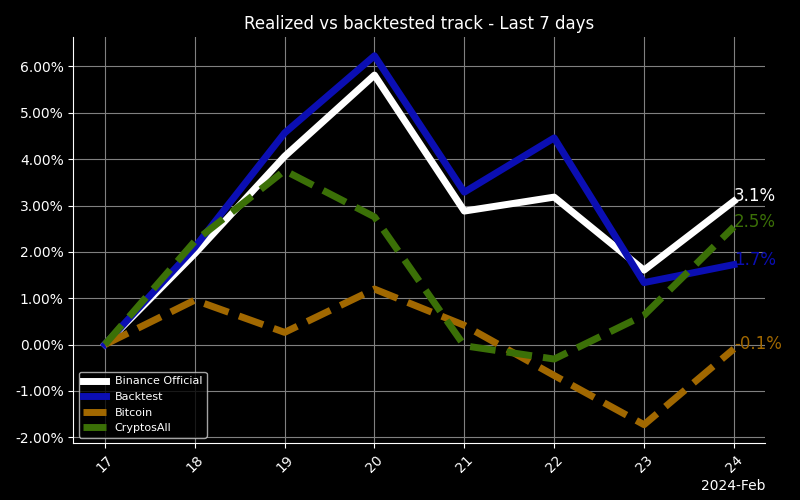 Realized vs backtested track - Last 7 days
6.00%
5.00%
4.00%
3.00%
2.00%
1.00%
0.00%
-1.00%
-2.00%
3.1%
2.5%
1.7%
-0.1%
Binance Official
Backtest
Bitcoin
CryptosAll
17 18 19 20 21 22 23 24
2024-Feb